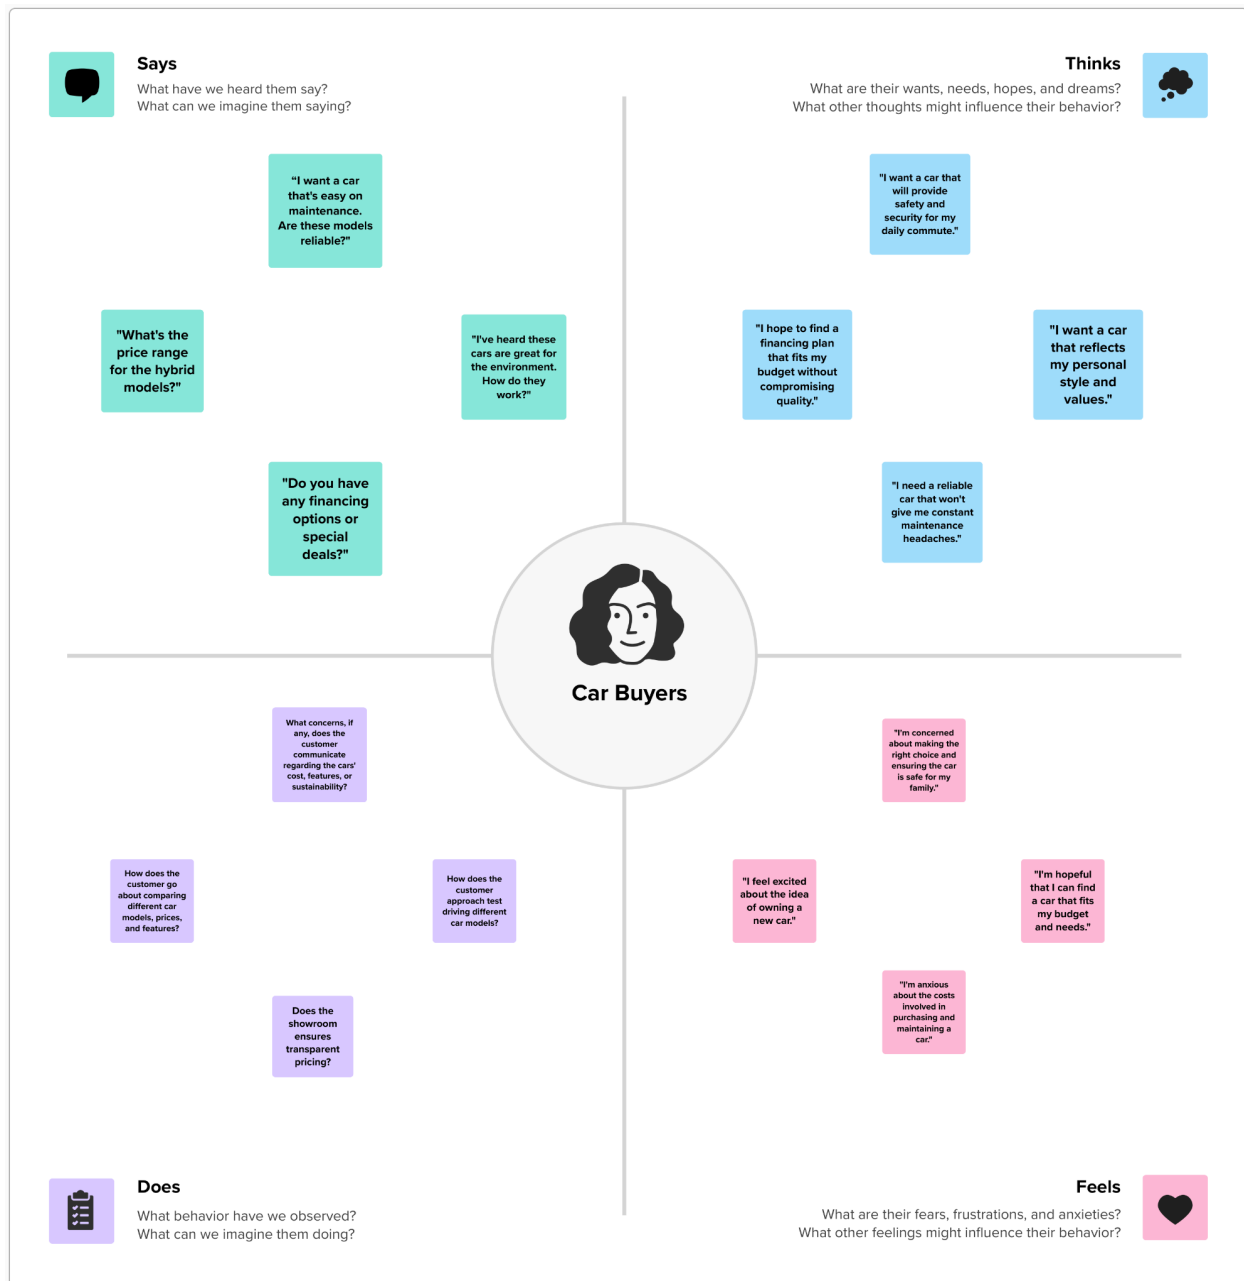 Says
What have we heard them say?
What can we imagine them saying?
Thinks
What are their wants, needs, hopes, and dreams?
What other thoughts might influence their behavior?
“I want a car
that's easy on
maintenance.
Are these models
reliable?"
"What's the
price range
for the hybrid
models?"
"I've heard these
cars are great for
the environment.
How do they
work?"
"Do you have
any financing
options or
special
deals?"
"I want a car that
will provide
safety and
security for my
daily commute."
"I hope to find a
financing plan
that fits my
budget without
compromising
quality."
"I want a car
that reflects
my personal
style and
values."
"I need a reliable
car that won't
give me constant
maintenance
headaches."
Car Buyers
What concerns, if
any, does the
customer
communicate
regarding the cars'
cost, features, or
sustainability?
How does the
customer go
about comparing
different car
models, prices,
and features?
How does the
customer
approach test
driving different
car models?
Does the
showroom
ensures
transparent
pricing?
"I'm concerned
about making the
right choice and
ensuring the car
is safe for my
family."
"I feel excited
about the idea
of owning a
new car."
"I'm hopeful
that I can find
a car that fits
my budget
and needs."
"I'm anxious
about the costs
involved in
purchasing and
maintaining a
car."
Does
What behavior have we observed?
What can we imagine them doing?
Feels
What are their fears, frustrations, and anxieties?
What other feelings might influence their behavior?